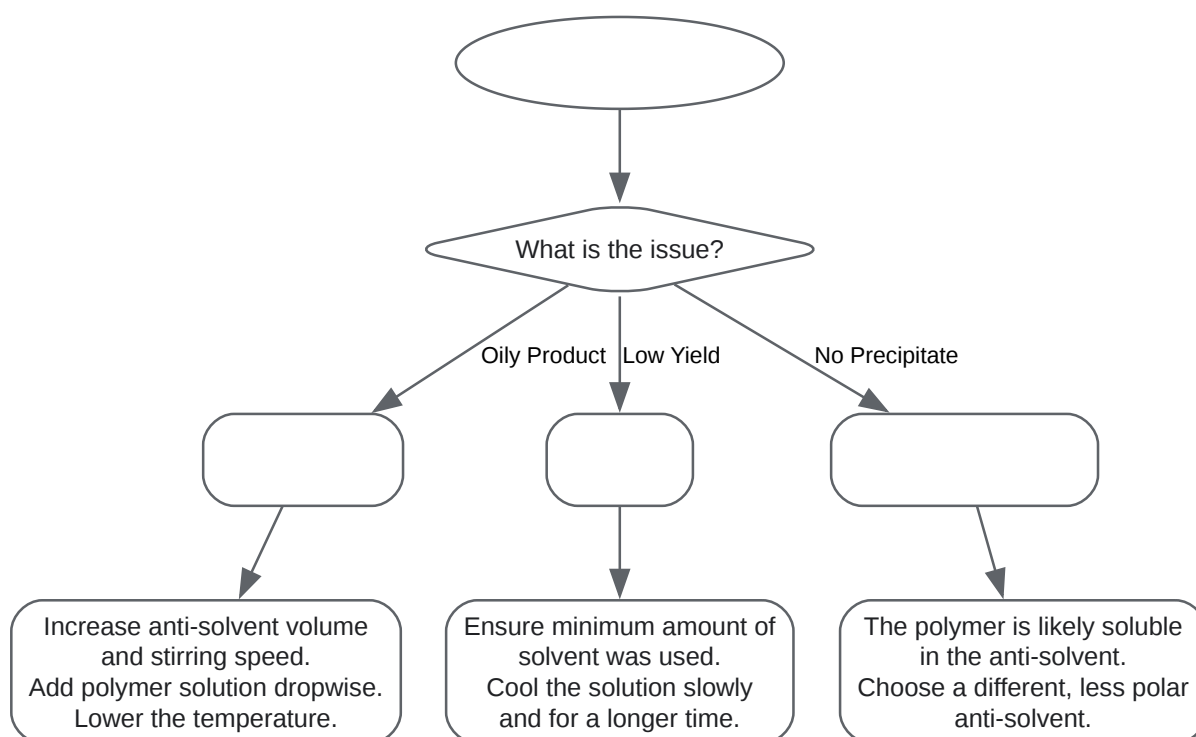 What is the issue?
Oily Product
Low Yield
No Precipitate
Increase anti-solvent volume
and stirring speed.
Add polymer solution dropwise.
Lower the temperature.
Ensure minimum amount of
solvent was used.
Cool the solution slowly
and for a longer time.
The polymer is likely soluble
in the anti-solvent.
Choose a different, less polar
anti-solvent.